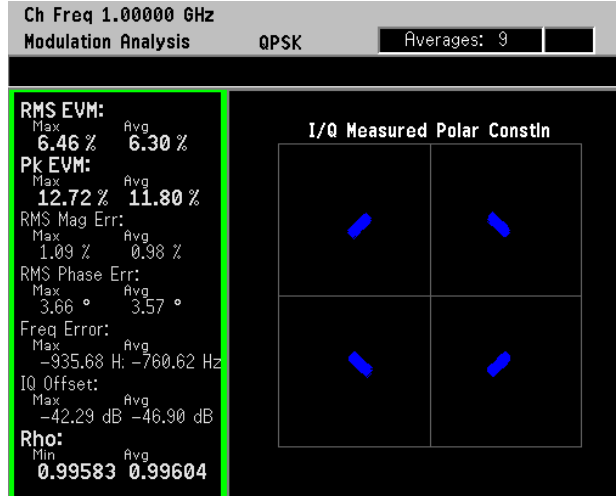 Ch Freq 1.00000 GHz
Modulation Analysis QPSK Averages: 9
RMS EVM:
Max Avg
6.46 % 6.30 %
Pk EVM:
Max Avg
12.72 % 11.80 %
RMS Mag Err:
Max Avg
1.09 % 0.98 %
RMS Phase Err:
Max Avg
3.66 ° 3.57 °
Freq Error:
Max Avg
-935.68 H: -760.62 Hz
IQ Offset:
Max Avg
-42.29 dB -46.90 dB
Rho:
Min Avg
0.99583 0.99604
I/Q Measured Polar Constln